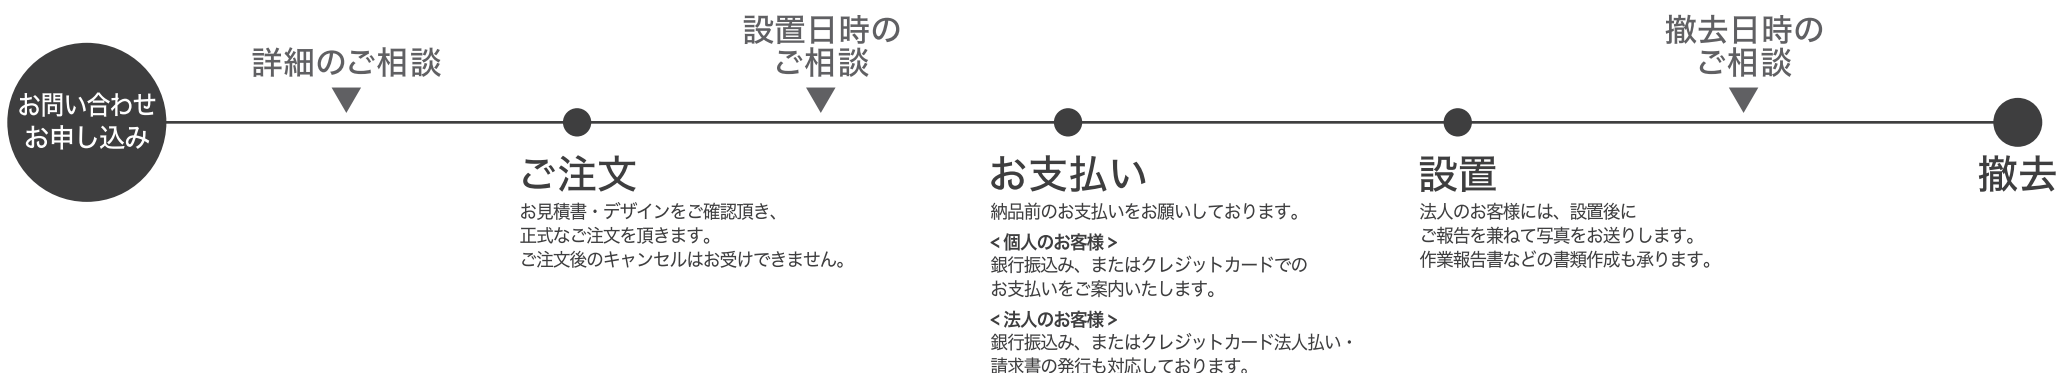 お問い合わせ
お申し込み
詳細のご相談
ご注文
お見積書・デザインをご確認頂き、
正式なご注文を頂きます。
ご注文後のキャンセルはお受けできません。
設置日時の
ご相談
お支払い
納品前のお支払いをお願いしております。
<個人のお客様>
銀行振込み、またはクレジットカードでの
お支払いをご案内いたします。
<法人のお客様>
銀行振込み、またはクレジットカード法人払い・
請求書の発行も対応しております。
設置
法人のお客様には、設置後に
ご報告を兼ねて写真をお送りします。
作業報告書などの書類作成も承ります。
撤去日時の
ご相談
撤去